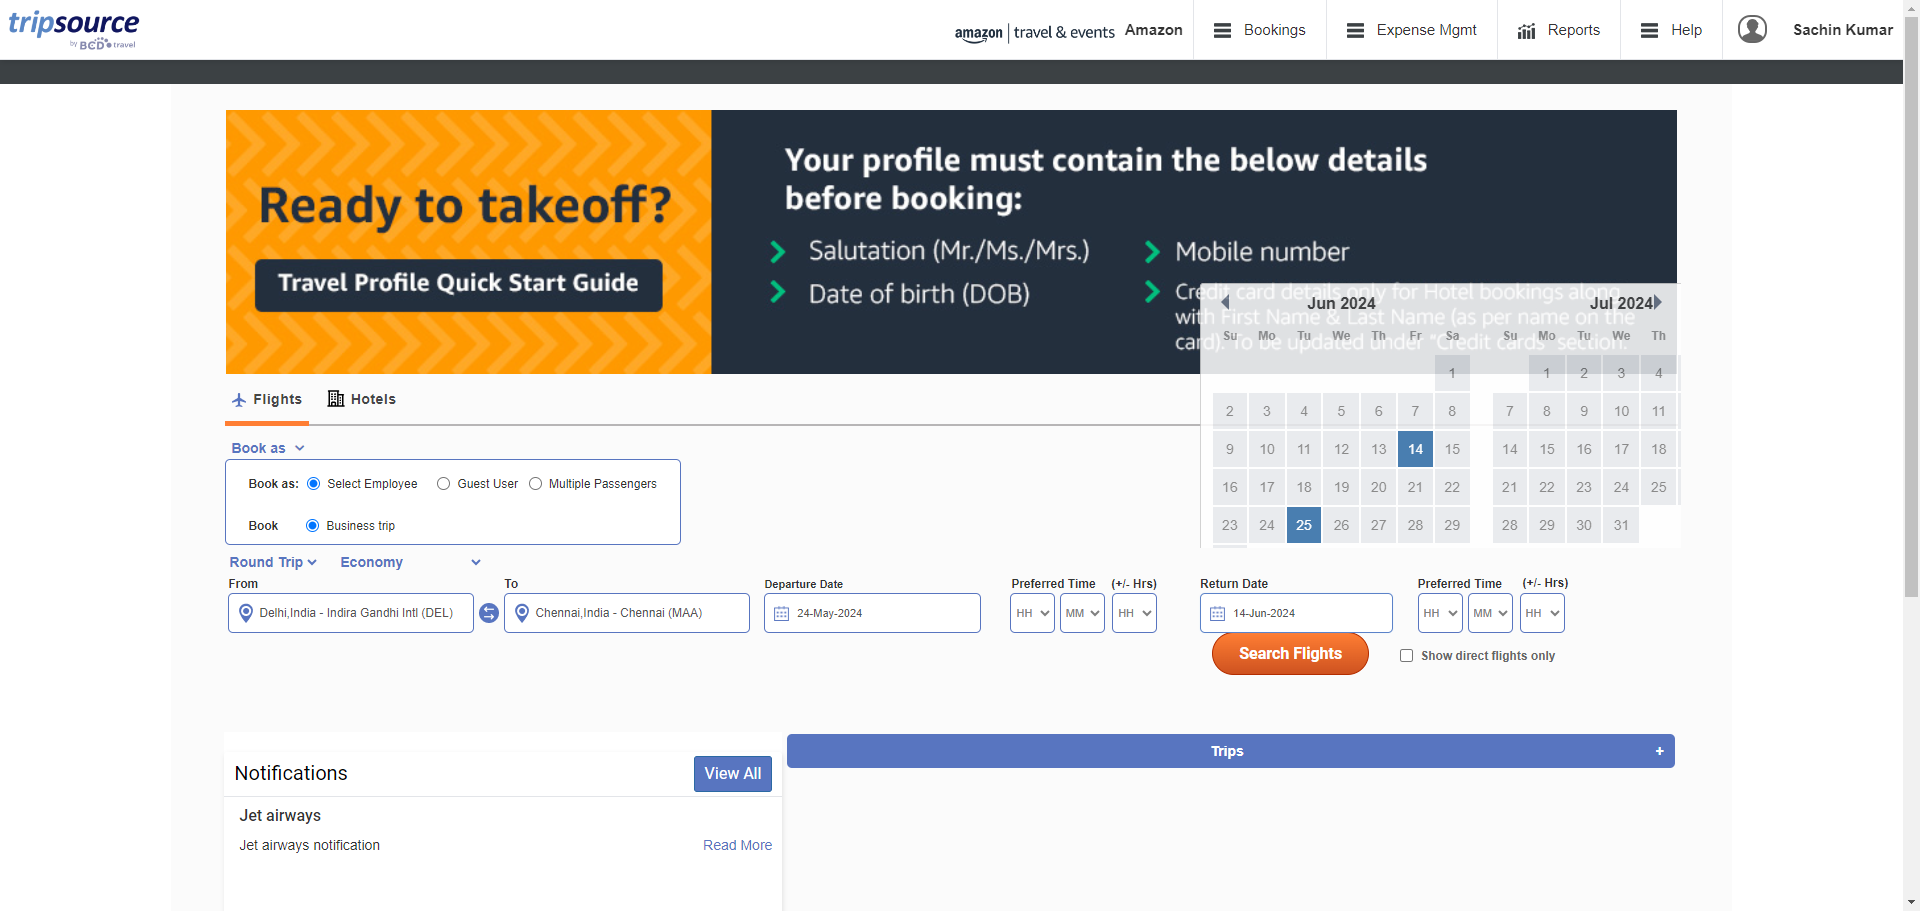 tripsource
by BCD travel
amazon | travel & events Amazon
Bookings
Expense Mgmt
Reports
Help
Sachin Kumar
Ready to takeoff?
Travel Profile Quick Start Guide
Your profile must contain the below details
before booking:
Salutation (Mr./Ms./Mrs.)
Date of birth (DOB)
Mobile number
Credit card details only for Hotel bookings along
with First Name & Last Name (as per name on the
card). To be updated under "Credit cards" section.
Jun 2024
Su Mo Tu We Th Fr Sa
1
2 3 4 5 6 7 8
9 10 11 12 13 14 15
16 17 18 19 20 21 22
23 24 25 26 27 28 29
Jul 2024
Su Mo Tu We Th
1 2 3 4
7 8 9 10 11
14 15 16 17 18
21 22 23 24 25
28 29 30 31
Flights
Hotels
Book as
Book as: Select Employee Guest User Multiple Passengers
Book Business trip
Round Trip Economy
From
Delhi,India - Indira Gandhi Intl (DEL)
To
Chennai,India - Chennai (MAA)
Departure Date
24-May-2024
Preferred Time (+/- Hrs)
HH MM HH
Return Date
14-Jun-2024
Preferred Time (+/- Hrs)
HH MM HH
Search Flights
Show direct flights only
Notifications
View All
Jet airways
Jet airways notification
Read More
Trips +